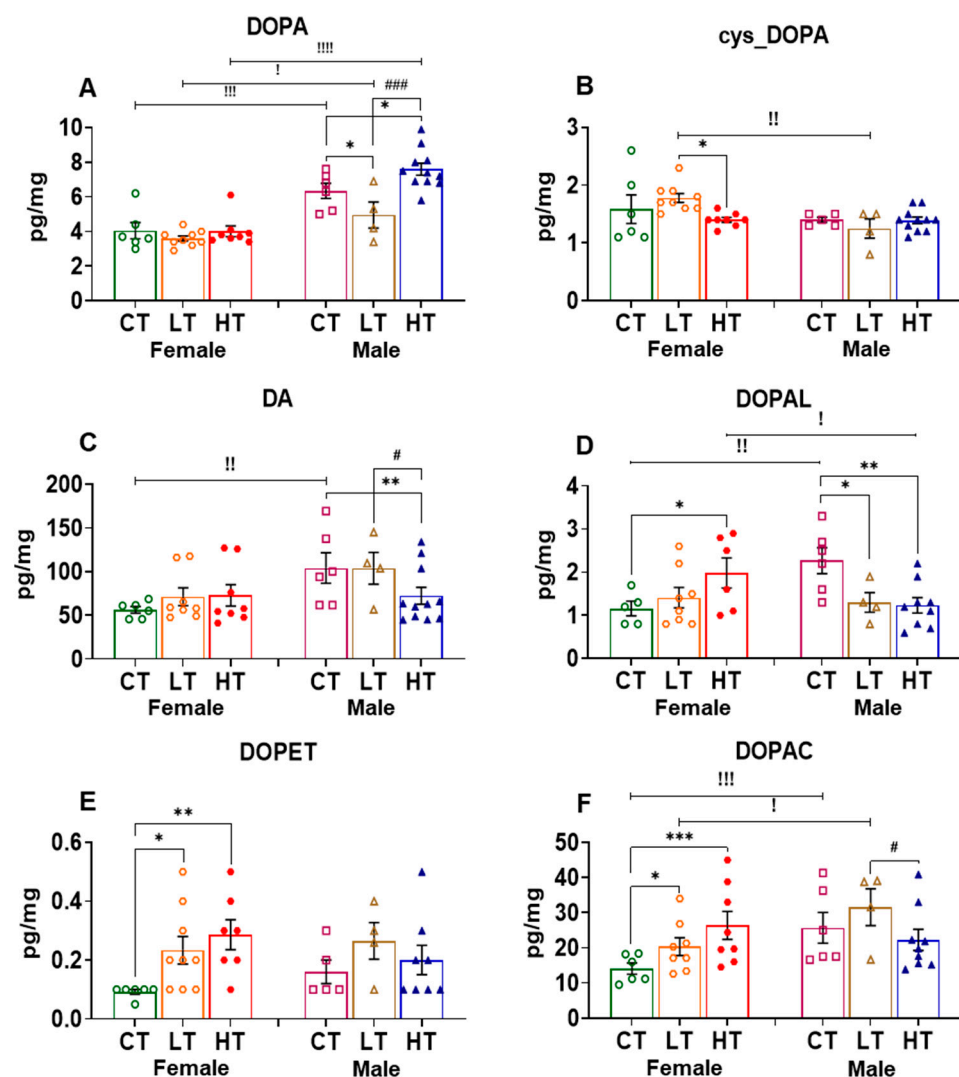 DOPA
cys_DOPA
A
!!!!
!
!!!
###
*
*
pg/mg
10
8
6
4
2
0
CT LT HT CT LT HT
Female Male
B
!!
*
pg/mg
3
2
1
0
CT LT HT CT LT HT
Female Male
DA
DOPAL
C
!!
#
**
pg/mg
200
150
100
50
0
CT LT HT CT LT HT
Female Male
D
!
!!
**
*
*
pg/mg
4
3
2
1
0
CT LT HT CT LT HT
Female Male
DOPET
DOPAC
E
**
*
pg/mg
0.6
0.4
0.2
0.0
CT LT HT CT LT HT
Female Male
F
!!!
!
***
*
#
pg/mg
50
40
30
20
10
0
CT LT HT CT LT HT
Female Male